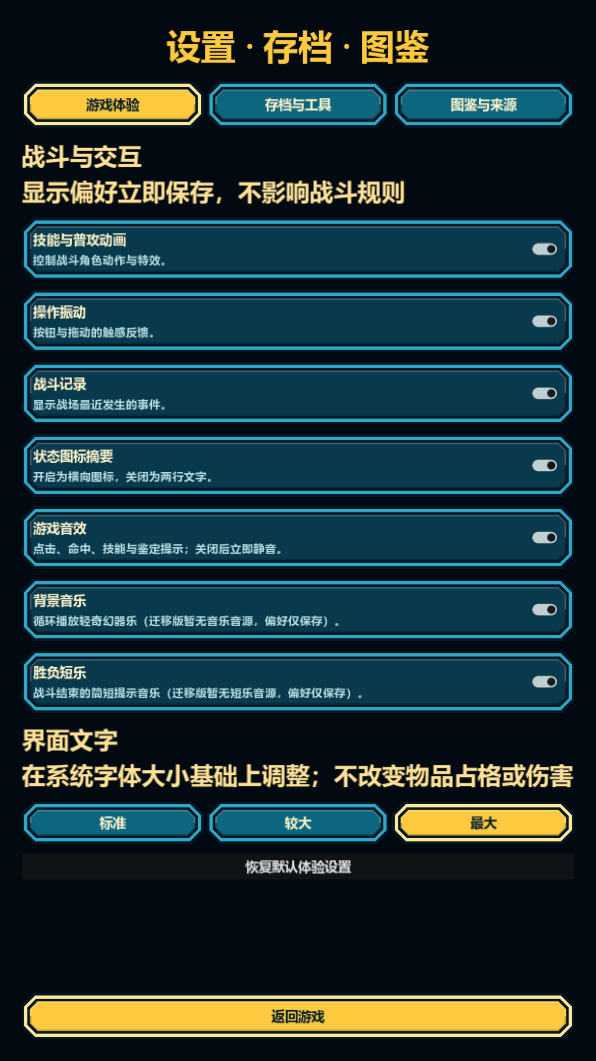 设置 · 存档 · 图鉴
游戏体验
存档与工具
图鉴与来源
战斗与交互
显示偏好立即保存，不影响战斗规则
技能与普攻动画
控制战斗角色动作与特效。
操作振动
按钮与拖动的触感反馈。
战斗记录
显示战场最近发生的事件。
状态图标摘要
开启为横向图标，关闭为两行文字。
游戏音效
点击、命中、技能与鉴定提示；关闭后立即静音。
背景音乐
循环播放轻奇幻器乐（迁移版暂无音乐音源，偏好仅保存）。
胜负短乐
战斗结束的简短提示音乐（迁移版暂无短乐音源，偏好仅保存）。
界面文字
在系统字体大小基础上调整；不改变物品占格或伤害
标准
较大
最大
恢复默认体验设置
返回游戏